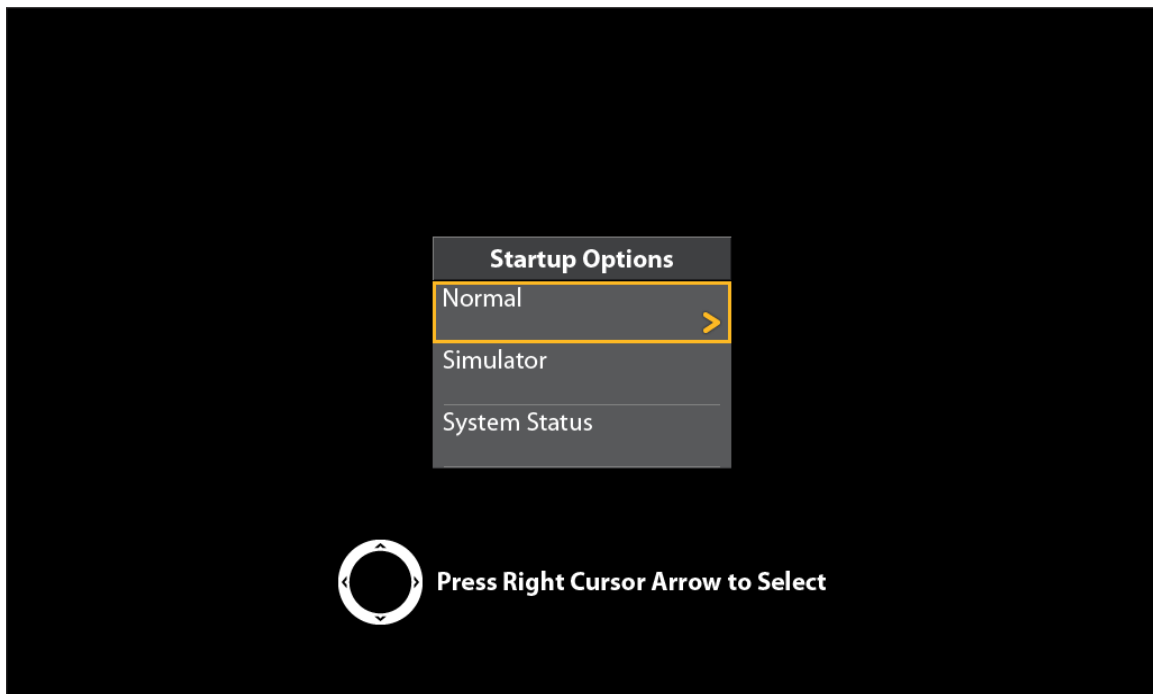 Startup Options
Normal
Simulator
System Status
Press Right Cursor Arrow to Select